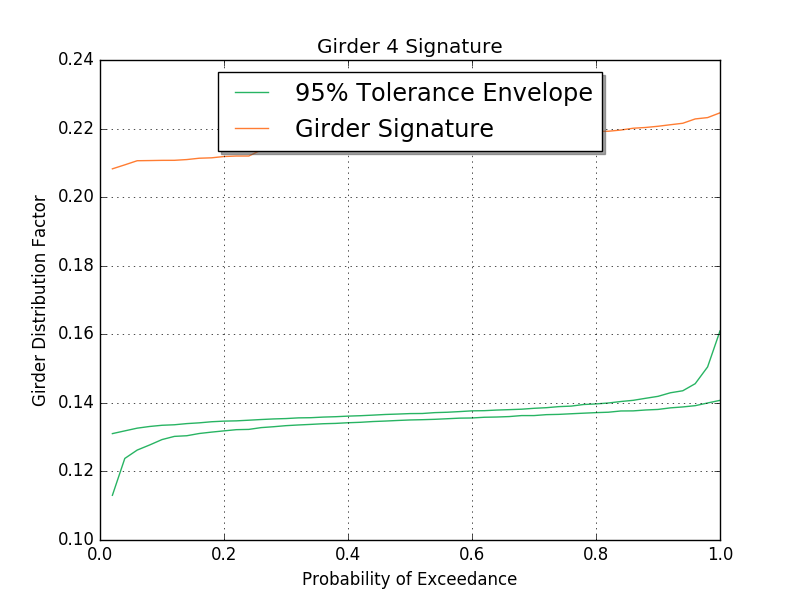 Girder 4 Signature
95% Tolerance Envelope
Girder Signature
Girder Distribution Factor
0.24
0.22
0.20
0.18
0.16
0.14
0.12
0.10
0.0 0.2 0.4 0.6 0.8 1.0
Probability of Exceedance